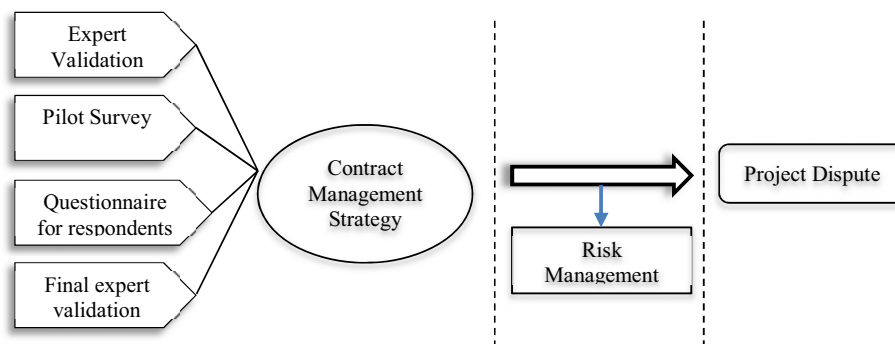 Expert
Validation
Pilot Survey
Questionnaire
for respondents
Final expert
validation
Contract
Management
Strategy
Risk
Management
Project Dispute